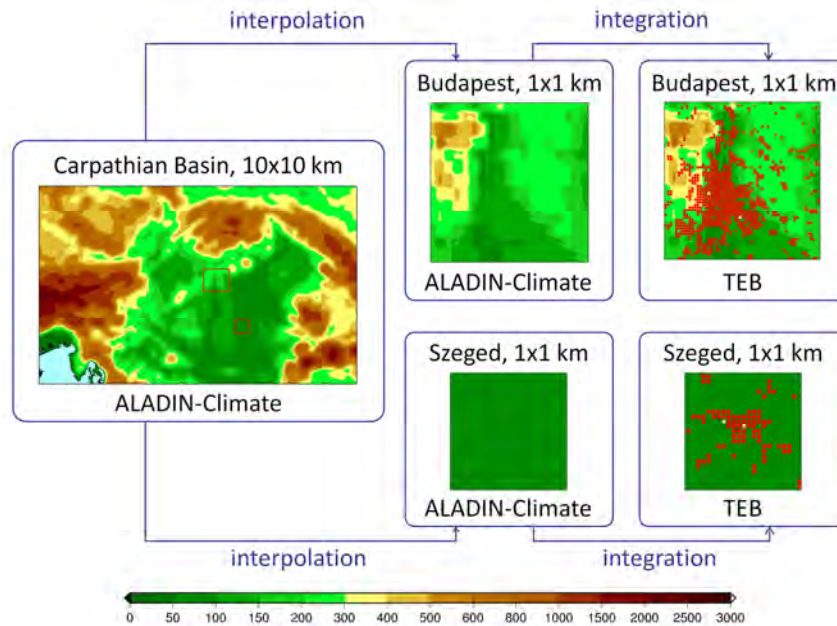 interpolation
integration
Budapest, 1x1 km
Budapest, 1x1 km
Carpathian Basin, 10x10 km
ALADIN-Climate
TEB
Szeged, 1x1 km
Szeged, 1x1 km
ALADIN-Climate
ALADIN-Climate
TEB
interpolation
integration
0 50 100 200 300 400 500 600 800 1000 1500 2000 2500 3000